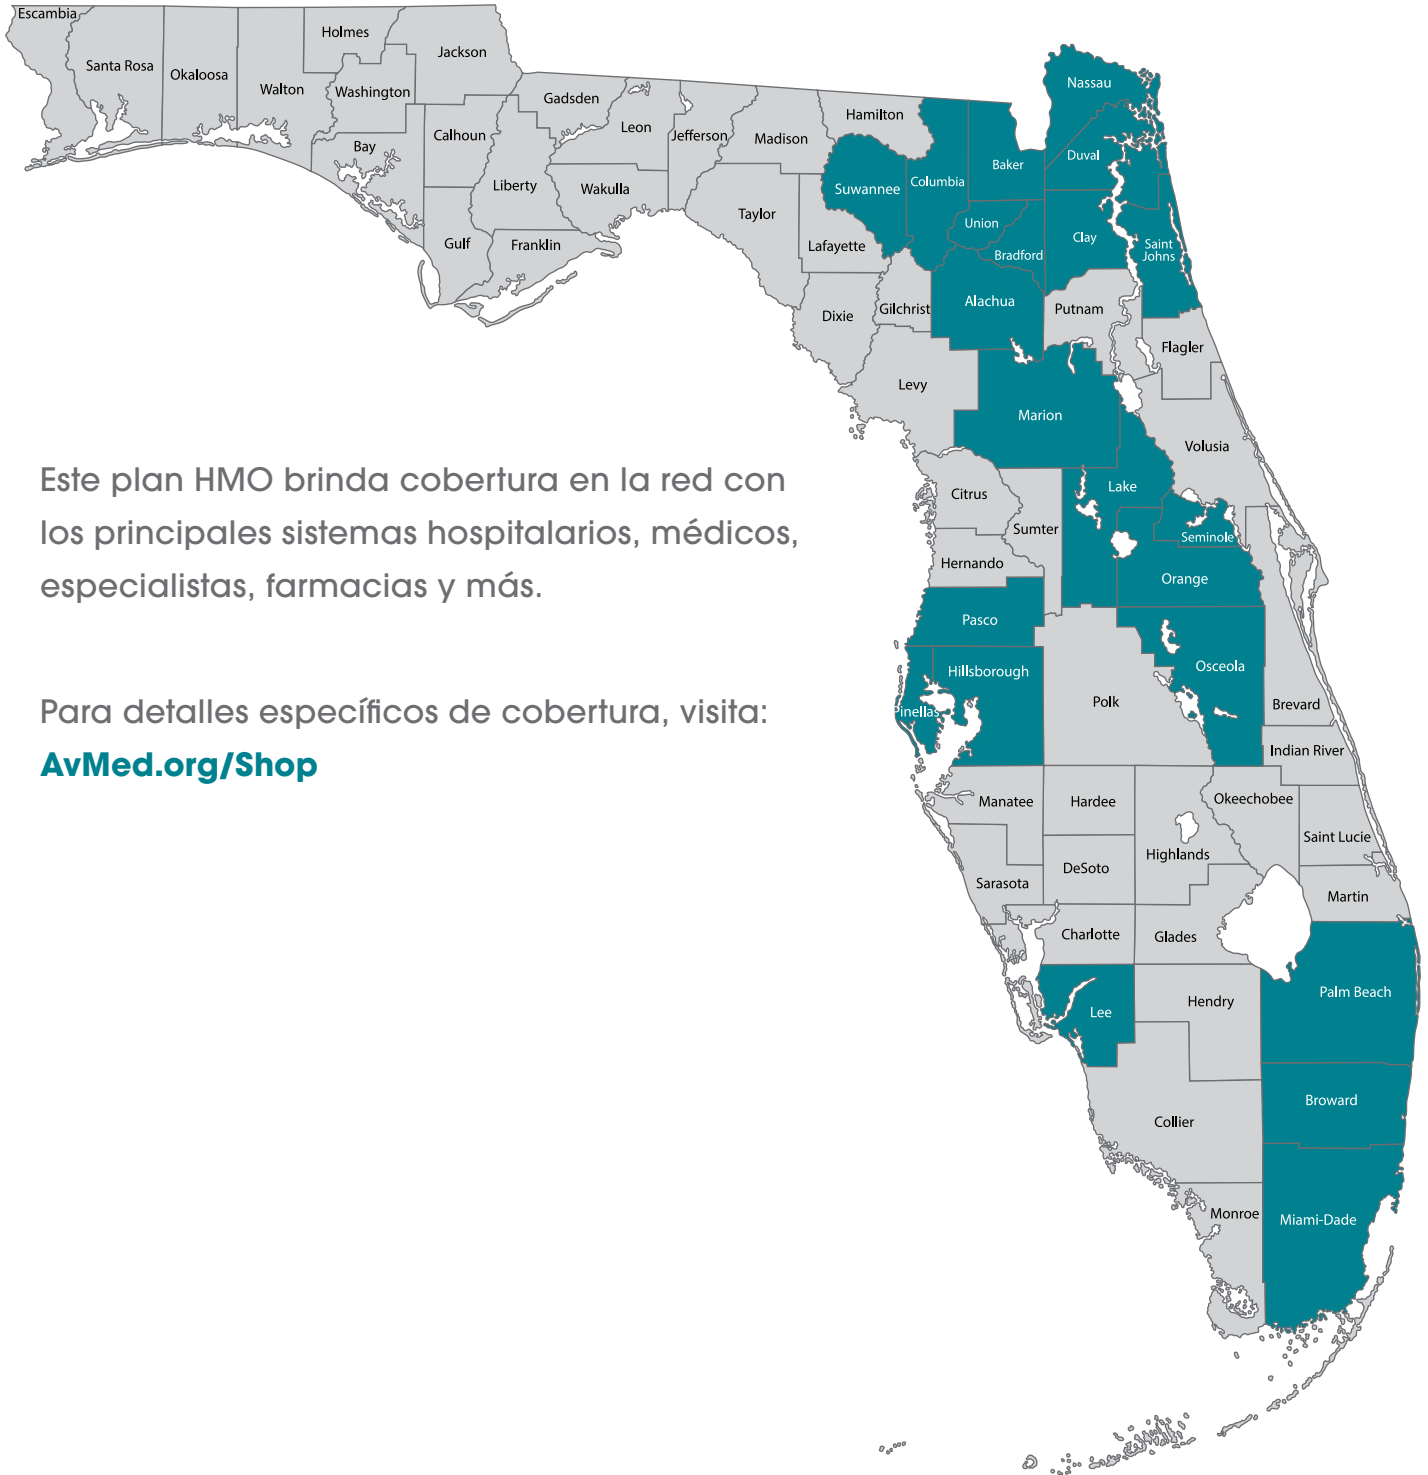 Escambia
Santa Rosa
Okaloosa
Walton
Holmes
Washington
Jackson
Bay
Calhoun
Gulf
Gadsden
Liberty
Franklin
Leon
Wakulla
Jefferson
Madison
Taylor
Hamilton
Suwannee
Lafayette
Dixie
Columbia
Gilchrist
Levy
Baker
Union
Bradford
Alachua
Nassau
Duval
Clay
Saint
Johns
Putnam
Flagler
Marion
Volusia
Citrus
Sumter
Lake
Seminole
Hernando
Orange
Pasco
Hillsborough
Pinellas
Polk
Osceola
Brevard
Indian River
Manatee
Hardee
Okeechobee
Saint Lucie
Highlands
DeSoto
Sarasota
Martin
Charlotte
Glades
Palm Beach
Lee
Hendry
Broward
Collier
Monroe
Miami-Dade
Este plan HMO brinda cobertura en la red con
los principales sistemas hospitalarios, médicos,
especialistas, farmacias y más.
Para detalles específicos de cobertura, visita:
AvMed.org/Shop